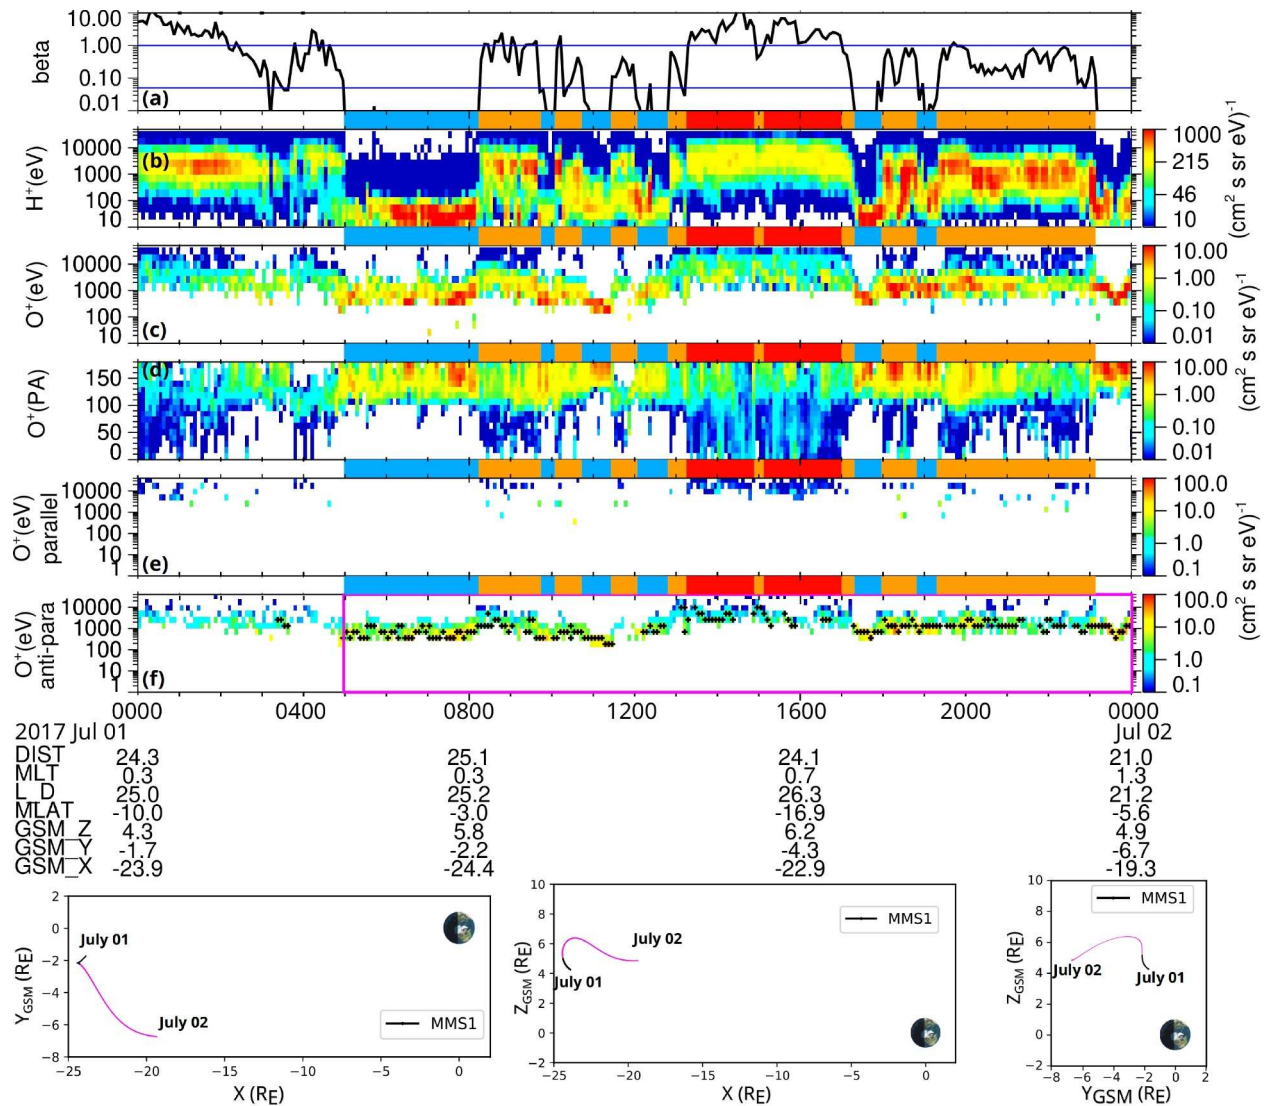 10.00
1.00
0.10
0.01
beta
(a)
10000
1000
100
10
H⁺(eV)
(b)
1000
215
46
10
(cm² s sr eV)⁻¹
10000
1000
100
10
O⁺(eV)
(c)
10.00
1.00
0.10
0.01
(cm² s sr eV)⁻¹
150
100
50
0
O⁺(PA)
(d)
10.00
1.00
0.10
0.01
(cm² s sr eV)⁻¹
10000
1000
100
10
1
O⁺(eV)
parallel
(e)
100.0
10.0
1.0
0.1
(cm² s sr eV)⁻¹
10000
1000
100
10
1
O⁺(eV)
anti-para
(f)
100.0
10.0
1.0
0.1
(cm² s sr eV)⁻¹
0000 0400 0800 1200 1600 2000 0000
2017 Jul 01 Jul 02
DIST 24.3 25.1 24.1 21.0
MLT 0.3 0.3 0.7 1.3
L_D 25.0 25.2 26.3 21.2
MLAT -10.0 -3.0 -16.9 -5.6
GSM_Z 4.3 5.8 6.2 4.9
GSM_Y -1.7 -2.2 -4.3 -6.7
GSM_X -23.9 -24.4 -22.9 -19.3
2
0
−2
−4
−6
−8
Y_GSM (R_E)
July 01
July 02
MMS1
−25 −20 −15 −10 −5 0
X (R_E)
10
8
6
4
2
0
−2
Z_GSM (R_E)
MMS1
July 02
July 01
−25 −20 −15 −10 −5 0
X (R_E)
10
8
6
4
2
0
−2
Z_GSM (R_E)
MMS1
July 02
July 01
−8 −6 −4 −2 0 2
Y_GSM (R_E)